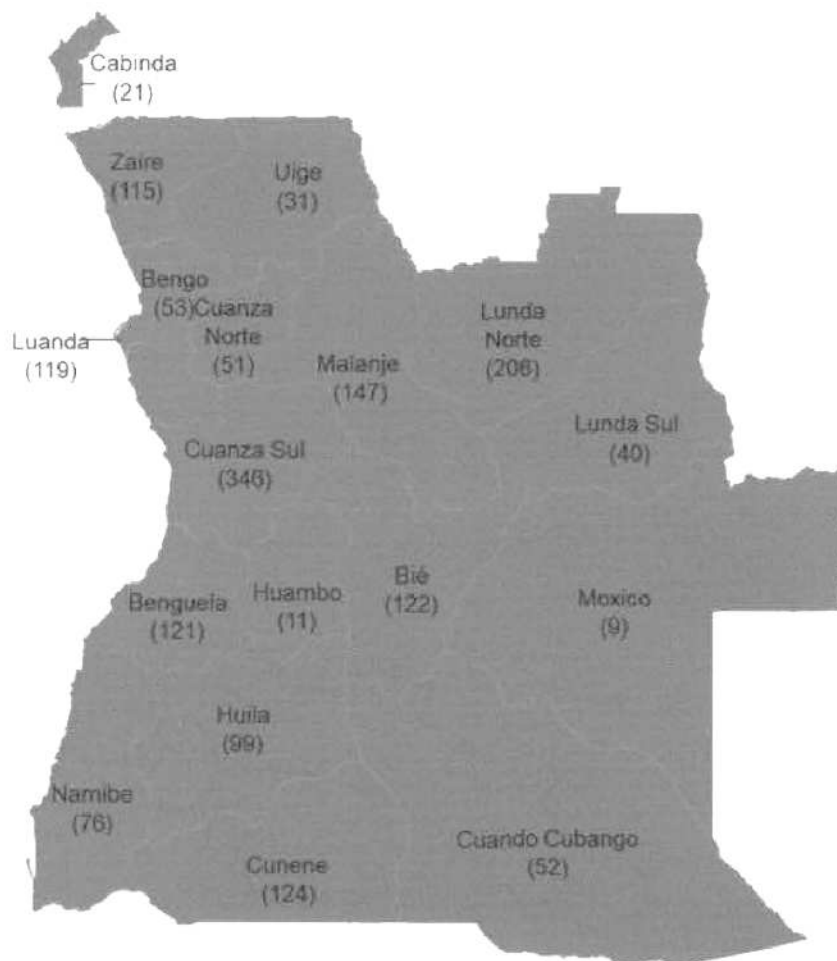 Cabinda
(21)
Zaire
(115)
Uige
(31)
Bengo
(53)
Cuanza
Norte
(51)
Luanda
(119)
Malanje
(147)
Lunda
Norte
(206)
Lunda Sul
(40)
Cuanza Sul
(346)
Benguela
(121)
Huambo
(11)
Bié
(122)
Moxico
(9)
Huila
(99)
Namibe
(76)
Cunene
(124)
Cuando Cubango
(52)